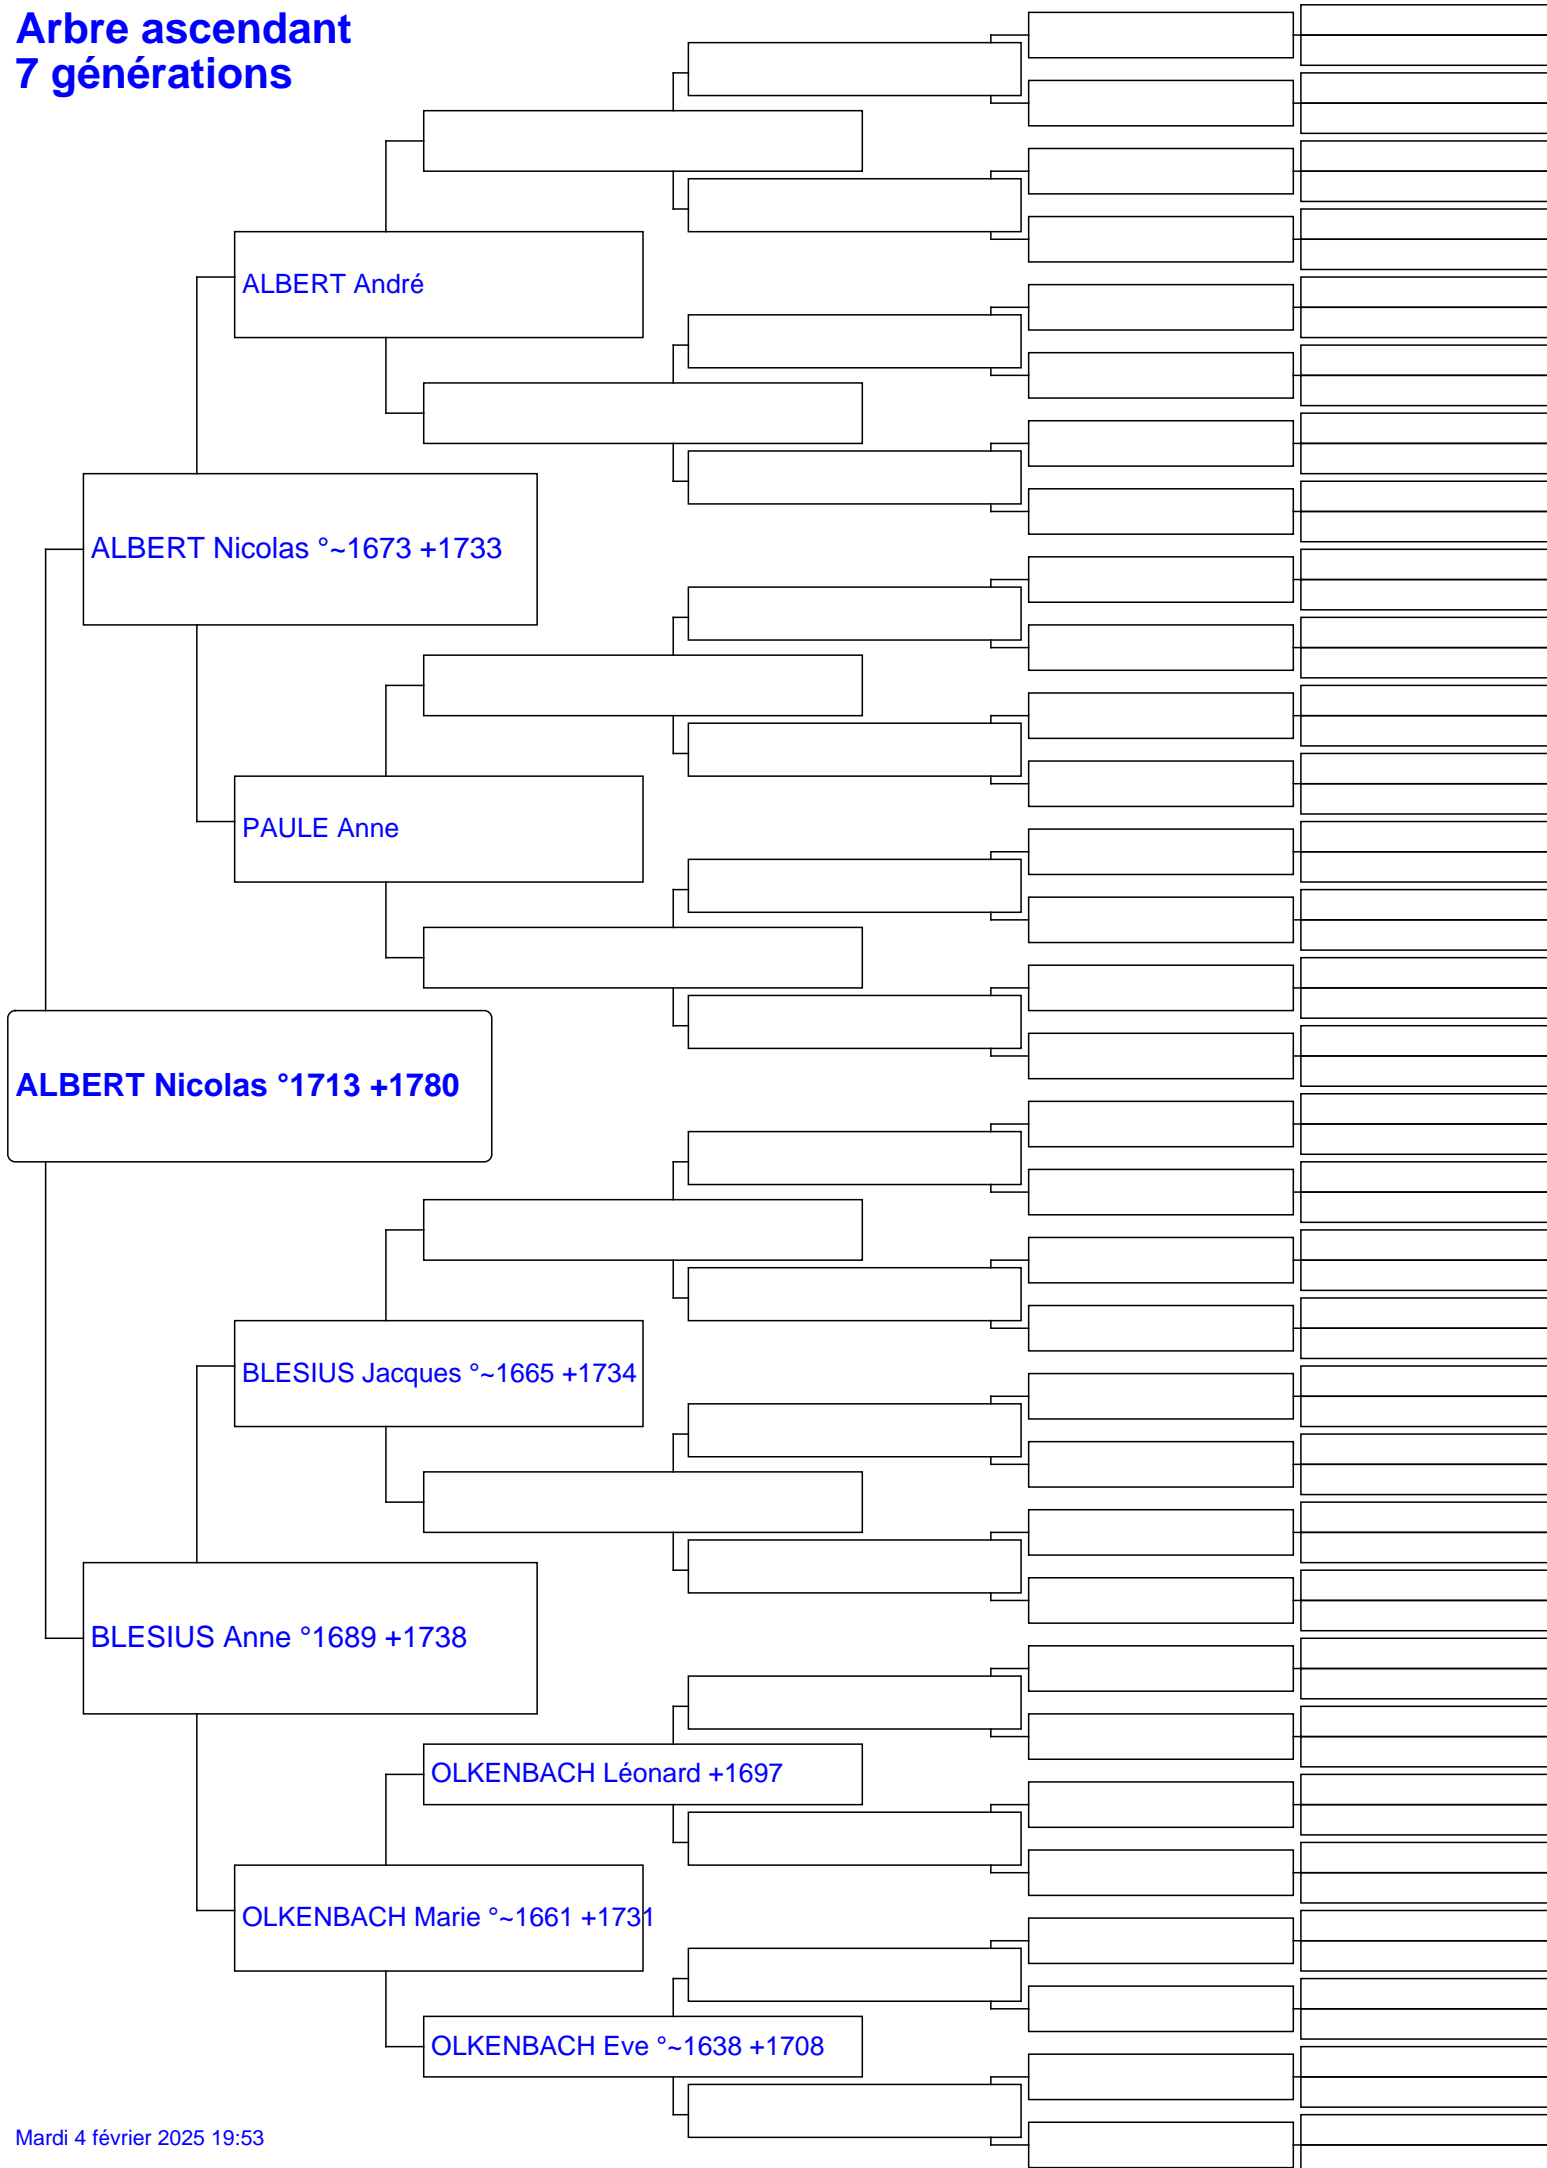 Arbre ascendant
7 générations
ALBERT André
ALBERT Nicolas °~1673 +1733
PAULE Anne
ALBERT Nicolas °1713 +1780
BLESIUS Jacques °~1665 +1734
BLESIUS Anne °1689 +1738
OLKENBACH Léonard +1697
OLKENBACH Marie °~1661 +1731
OLKENBACH Eve °~1638 +1708
Mardi 4 février 2025 19:53